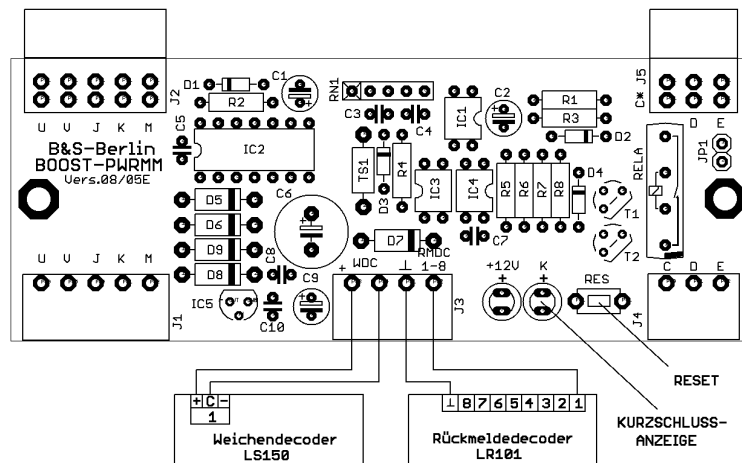 D1
C1
RN1
C2
R1
C* J5
J2
R2
C3
C4
IC1
R3
U V J K M
C5
D2
D E
B&S-Berlin
BOOST-PWRMM
Vers.08/05E
IC2
TS1
D3
R4
IC3
IC4
R5
R6
R7
R8
D4
RELA
JP1
D5
C6
T1
D6
C7
T2
D9
D7
RMDC
U V J K M
D8
C8
+ WDC ⊥ 1-8
+12V
K
RES
C D E
C9
+
+
IC5
J1
C10
J3
J4
RESET
+ C -
1
⊥ 8 7 6 5 4 3 2 1
KURZSCHLUSS-
ANZEIGE
Weichendecoder
LS150
Rückmeldedecoder
LR101